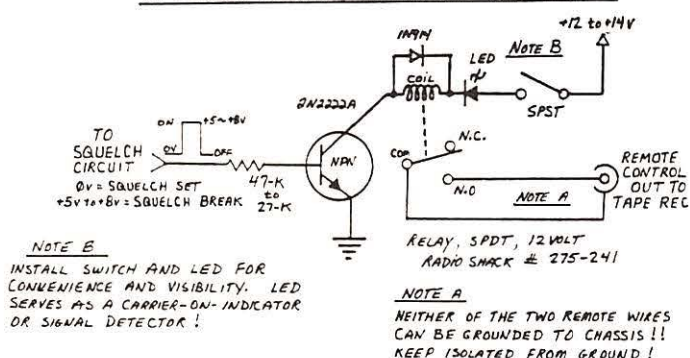 +12 to +14V
1N914
LED
NOTE B
COIL
SPST
2N2222A
ON
+5~+8V
TO
SQUELCH
CIRCUIT
0V
OFF
NPN
47-K
to
27-K
0V = SQUELCH SET
+5V to +8V = SQUELCH BREAK
COM
N.C.
N.O
NOTE A
REMOTE
CONTROL
OUT TO
TAPE REC
RELAY, SPDT, 12 VOLT
RADIO SHACK # 275-241
NOTE B
INSTALL SWITCH AND LED FOR
CONVENIENCE AND VISIBILITY. LED
SERVES AS A CARRIER-ON-INDICATOR
OR SIGNAL DETECTOR!
NOTE A
NEITHER OF THE TWO REMOTE WIRES
CAN BE GROUNDED TO CHASSIS!!
KEEP ISOLATED FROM GROUND!